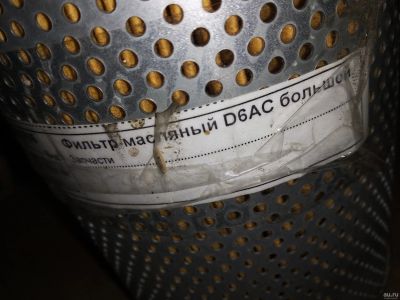 Фильтр масляный D6AC большой
Запчасти
au.ru